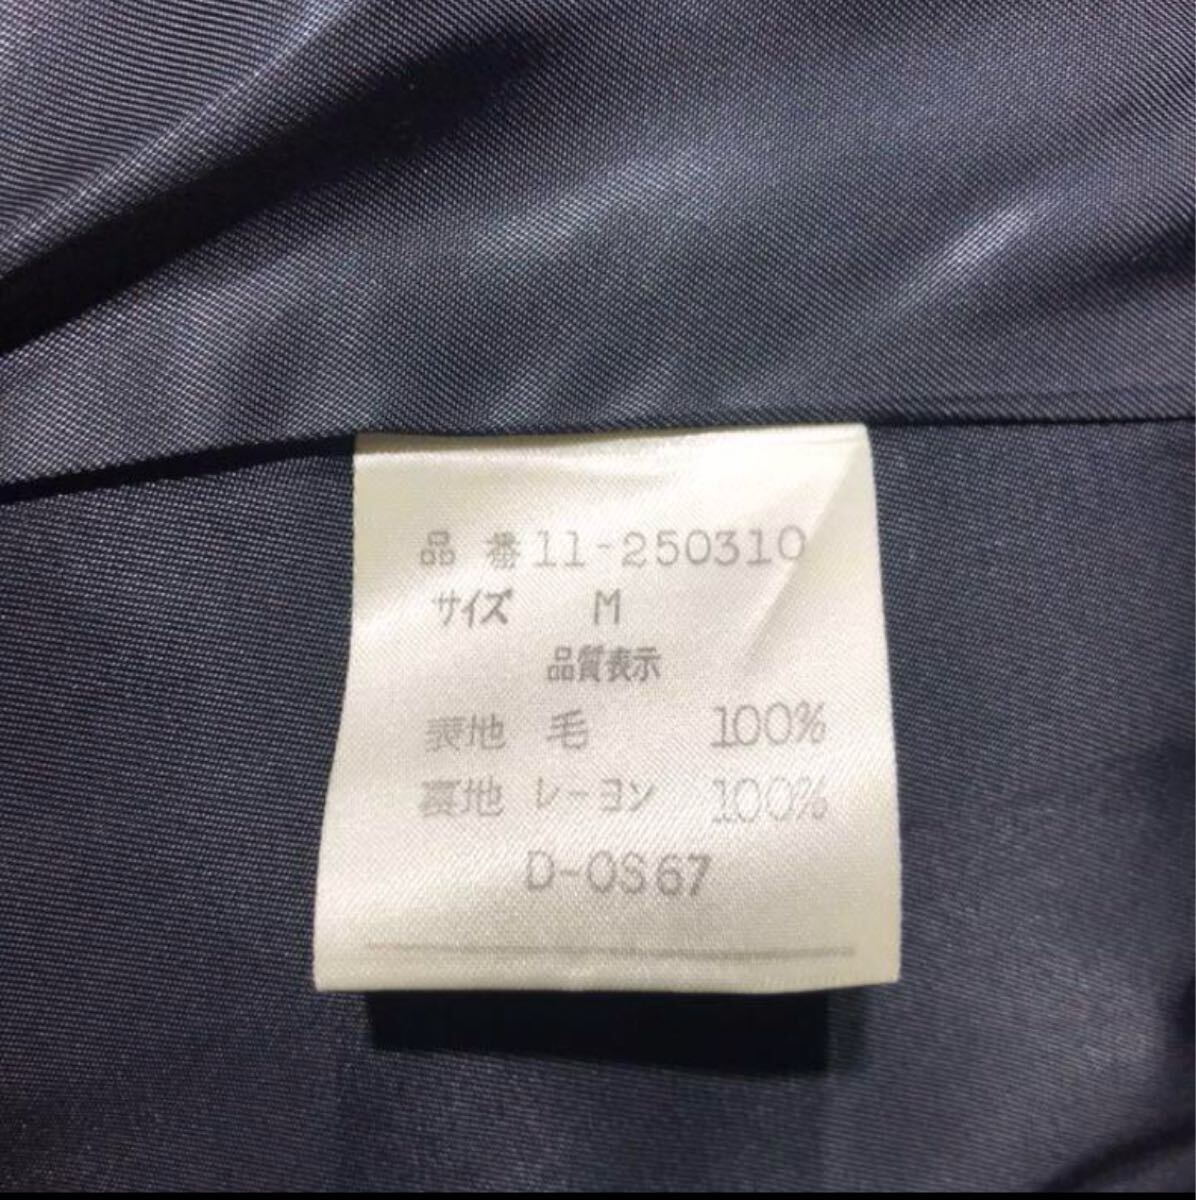 品番11-250310
サイズ M
品質表示
表地 毛 100%
裏地 レーヨン 100%
D-OS67